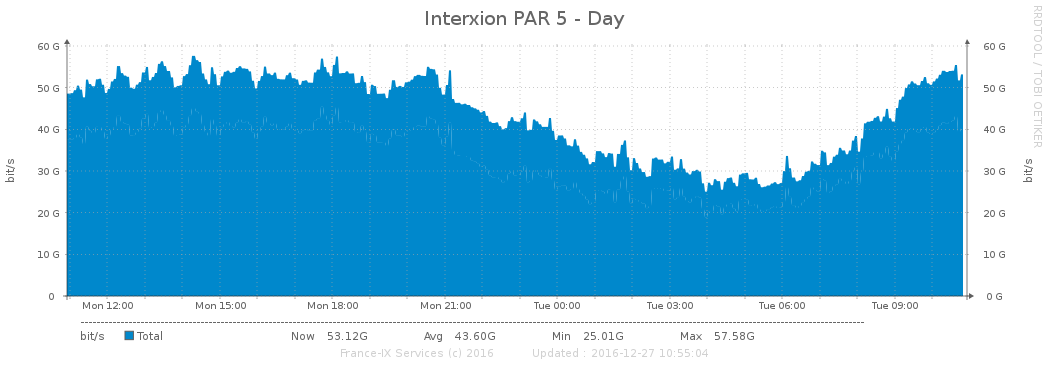 Interxion PAR 5 - Day
RRDTOOL / TOBI OETIKER
60 G 60 G
50 G 50 G
40 G 40 G
30 G 30 G
20 G 20 G
10 G 10 G
0 0 G
bit/s
bit/s
Mon 12:00 Mon 15:00 Mon 18:00 Mon 21:00 Tue 00:00 Tue 03:00 Tue 06:00 Tue 09:00
bit/s Total Now 53.12G Avg 43.60G Min 25.01G Max 57.58G
France-IX Services (c) 2016 Updated : 2016-12-27 10:55:04